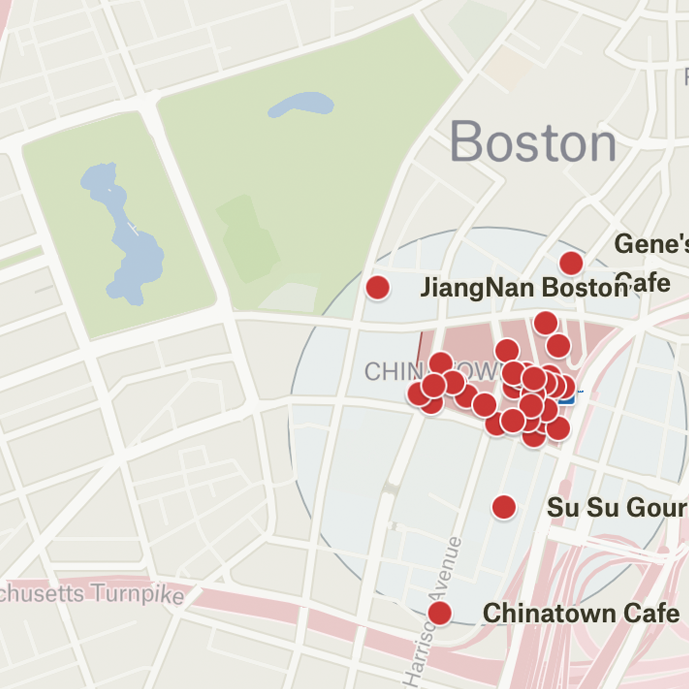 Boston
Gene's
Cafe
JiangNan Boston
CHINATOWN
Su Su Gour
chusetts Turnpike
Harrison Avenue
Chinatown Cafe